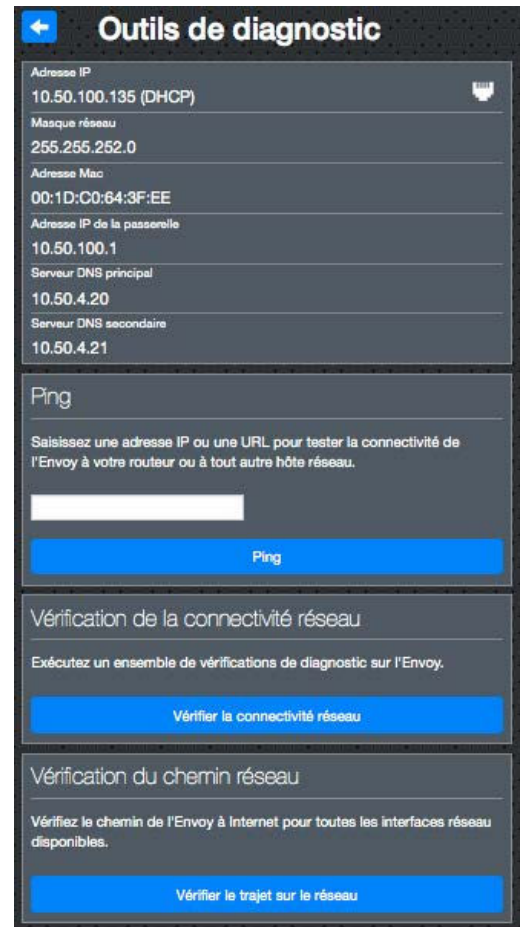 Outils de diagnostic
Adresse IP
10.50.100.135 (DHCP)
Masque réseau
255.255.252.0
Adresse Mac
00:1D:C0:64:3F:EE
Adresse IP de la passerelle
10.50.100.1
Serveur DNS principal
10.50.4.20
Serveur DNS secondaire
10.50.4.21
Ping
Saisissez une adresse IP ou une URL pour tester la connectivité de
l'Envoy à votre routeur ou à tout autre hôte réseau.
Ping
Vérification de la connectivité réseau
Exécutez un ensemble de vérifications de diagnostic sur l'Envoy.
Vérifier la connectivité réseau
Vérification du chemin réseau
Vérifiez le chemin de l'Envoy à Internet pour toutes les interfaces réseau
disponibles.
Vérifier le trajet sur le réseau